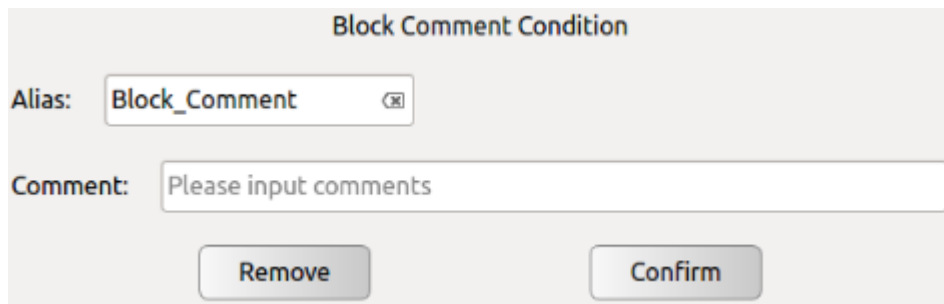 Block Comment Condition
Alias: Block_Comment
Comment: Please input comments
Remove Confirm